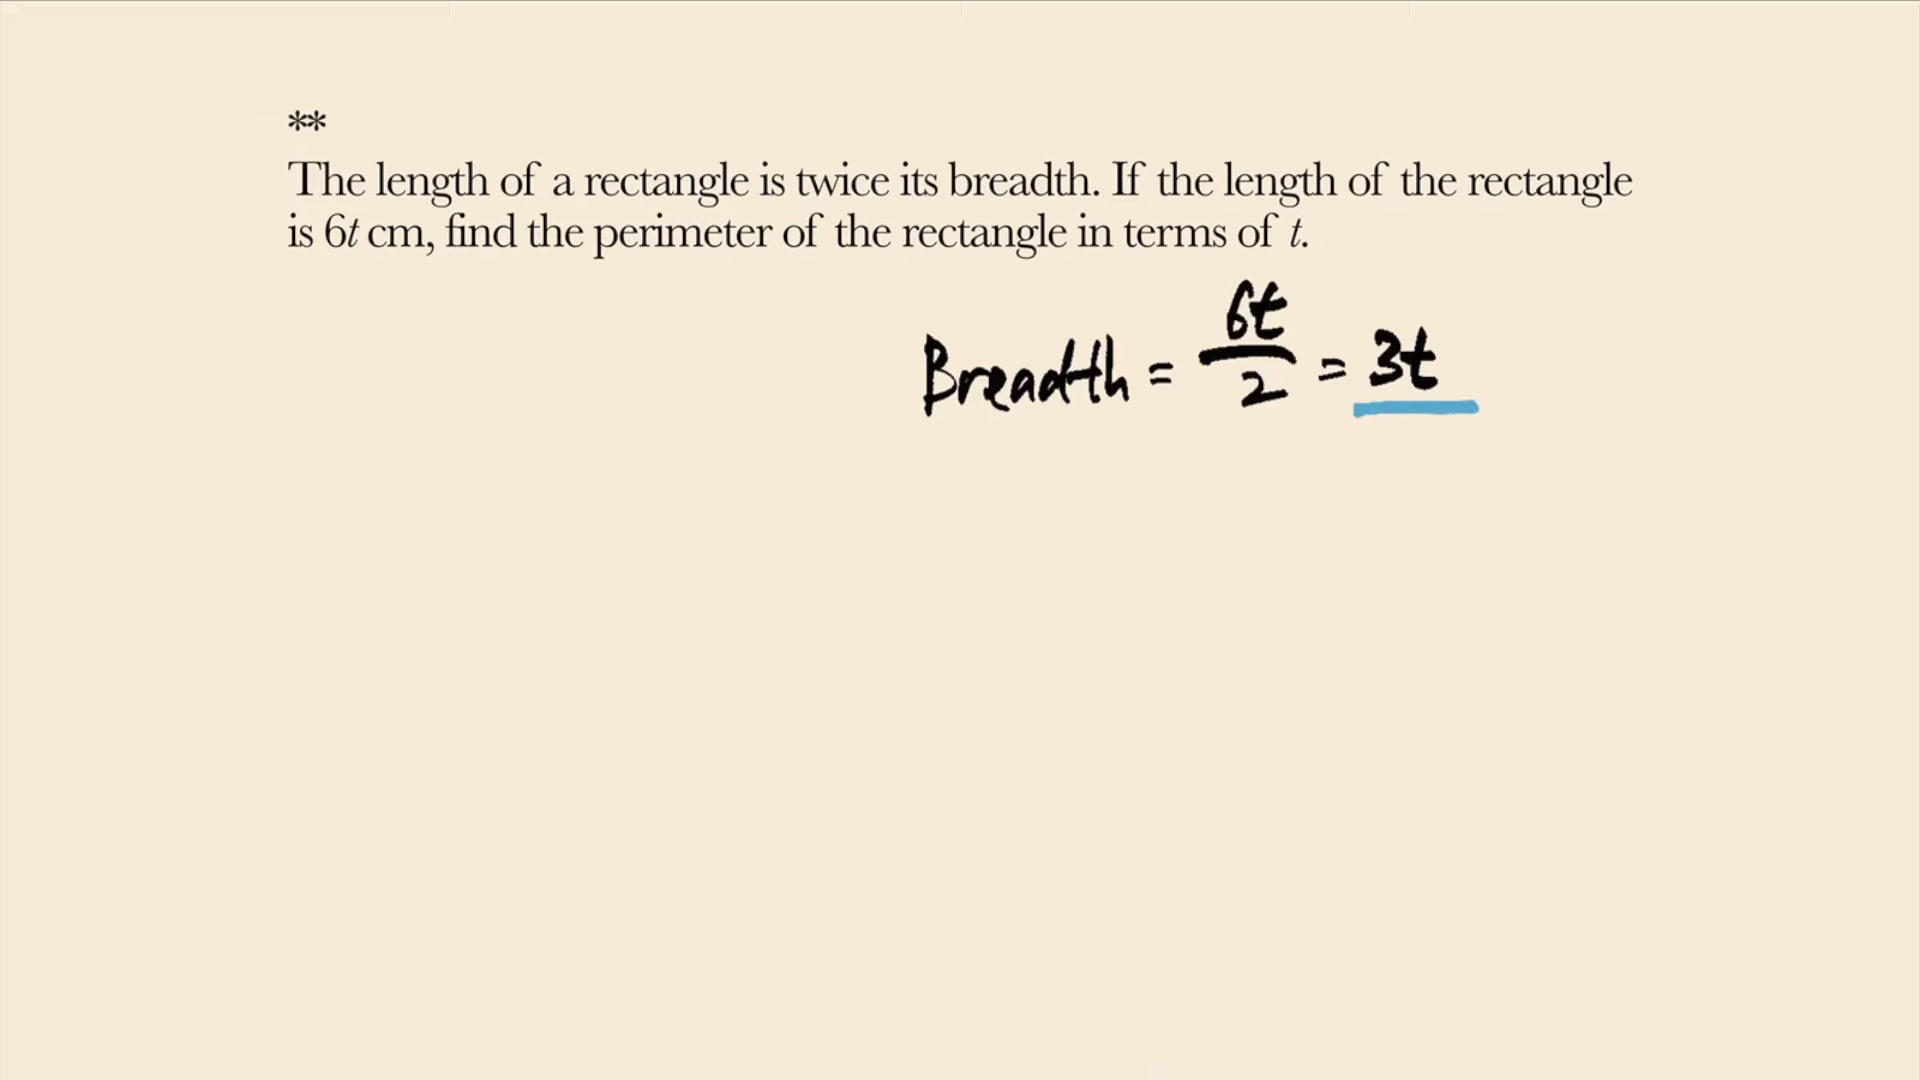 **
The length of a rectangle is twice its breadth. If the length of the rectangle
is 6t cm, find the perimeter of the rectangle in terms of t.
Breadth = 6t/2 = 3t